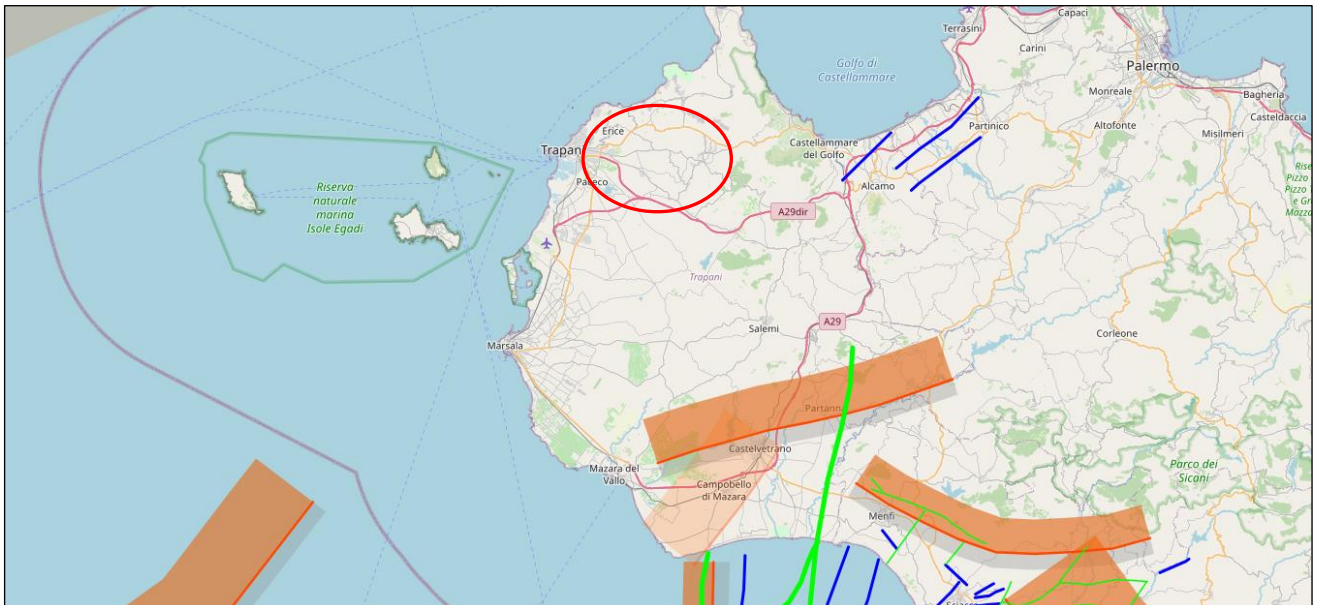 Capaci
Terrasini
Carini
Palermo
Golfo di
Castellammare
Monreale
Bagheria
Casteldaccia
Erice
Partinico
Altofonte
Misilmeri
Trapan
Castellammare
del Golfo
Paceco
Alcamo
Riserva
naturale
marina
Isole Egadi
A29dir
Trapani
A29
Salemi
Corleone
Marsala
Partanna
Castelvetrano
Mazara del
Vallo
Campobello
di Mazara
Parco dei
Sicani
Menfi